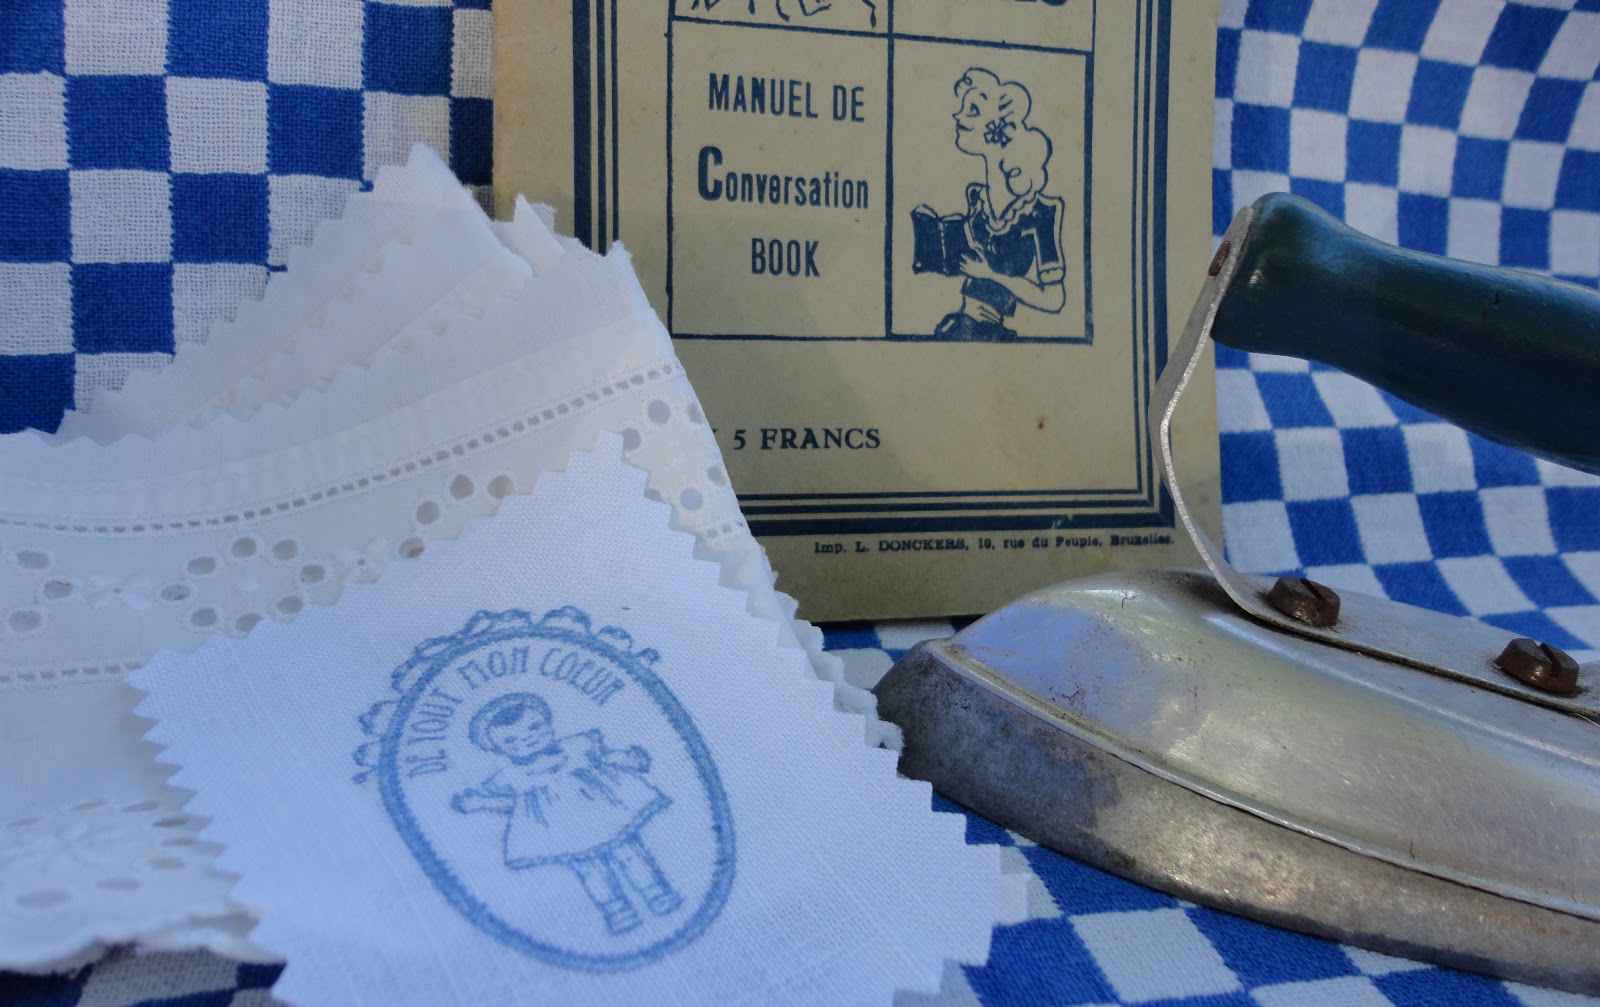 MANUEL DE
Conversation
BOOK
5 FRANCS
Imp. L. DONCKERS, 10, rue du Peuple, Bruxelles.
DE TOUT MON COEUR